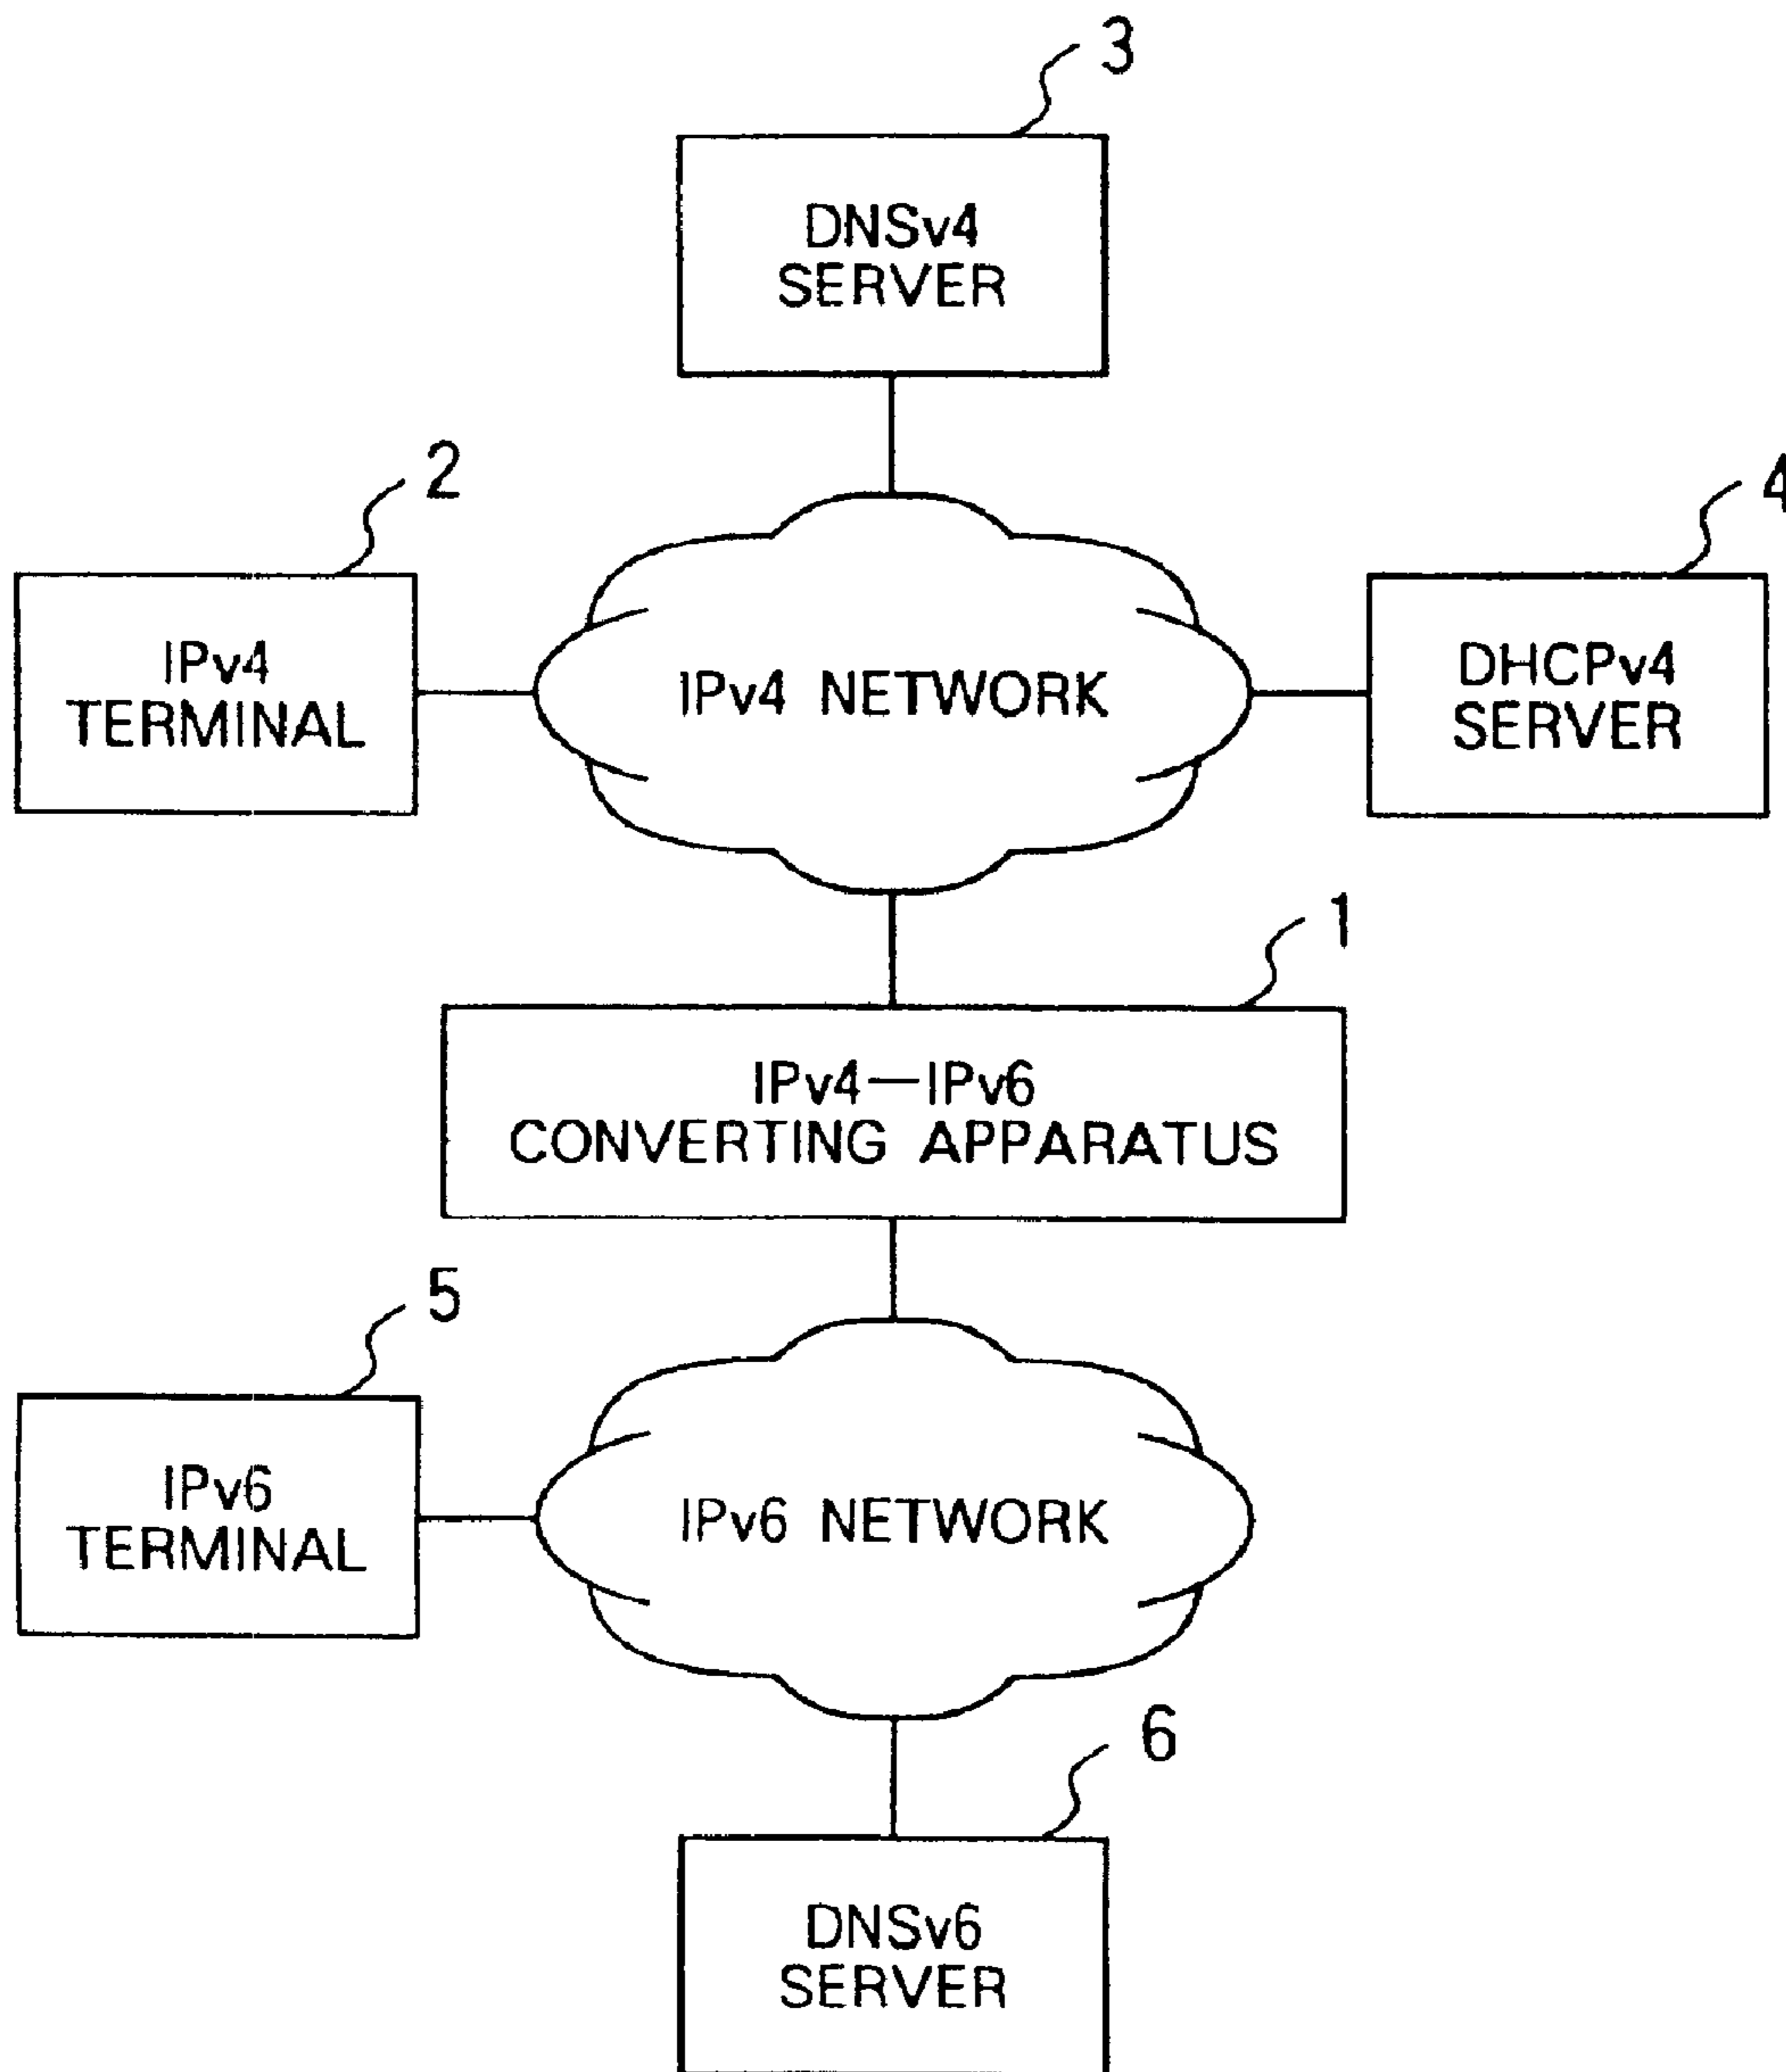 3
DNSv4
SERVER
2
4
IPv4
TERMINAL
IPv4 NETWORK
DHCPv4
SERVER
1
IPv4—IPv6
CONVERTING APPARATUS
5
IPv6
TERMINAL
IPv6 NETWORK
6
DNSv6
SERVER